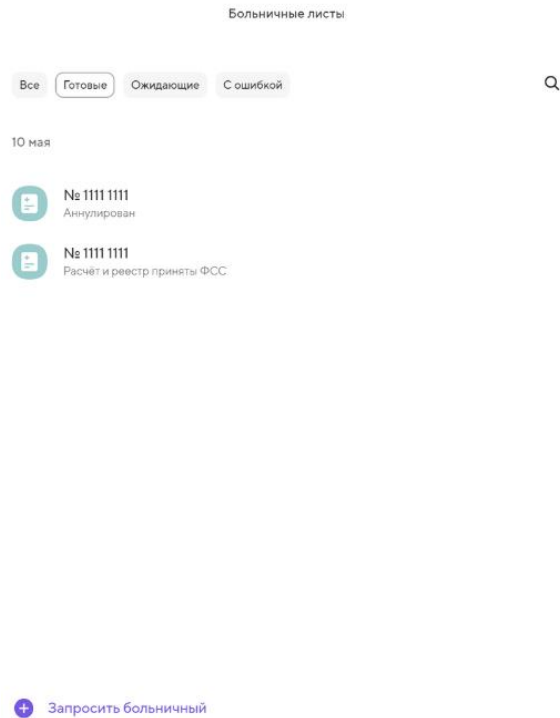 Больничные листы
Все Готовые Ожидающие С ошибкой
10 мая
№ 1111 1111
Аннулирован
№ 1111 1111
Расчёт и реестр приняты ФСС
Запросить больничный